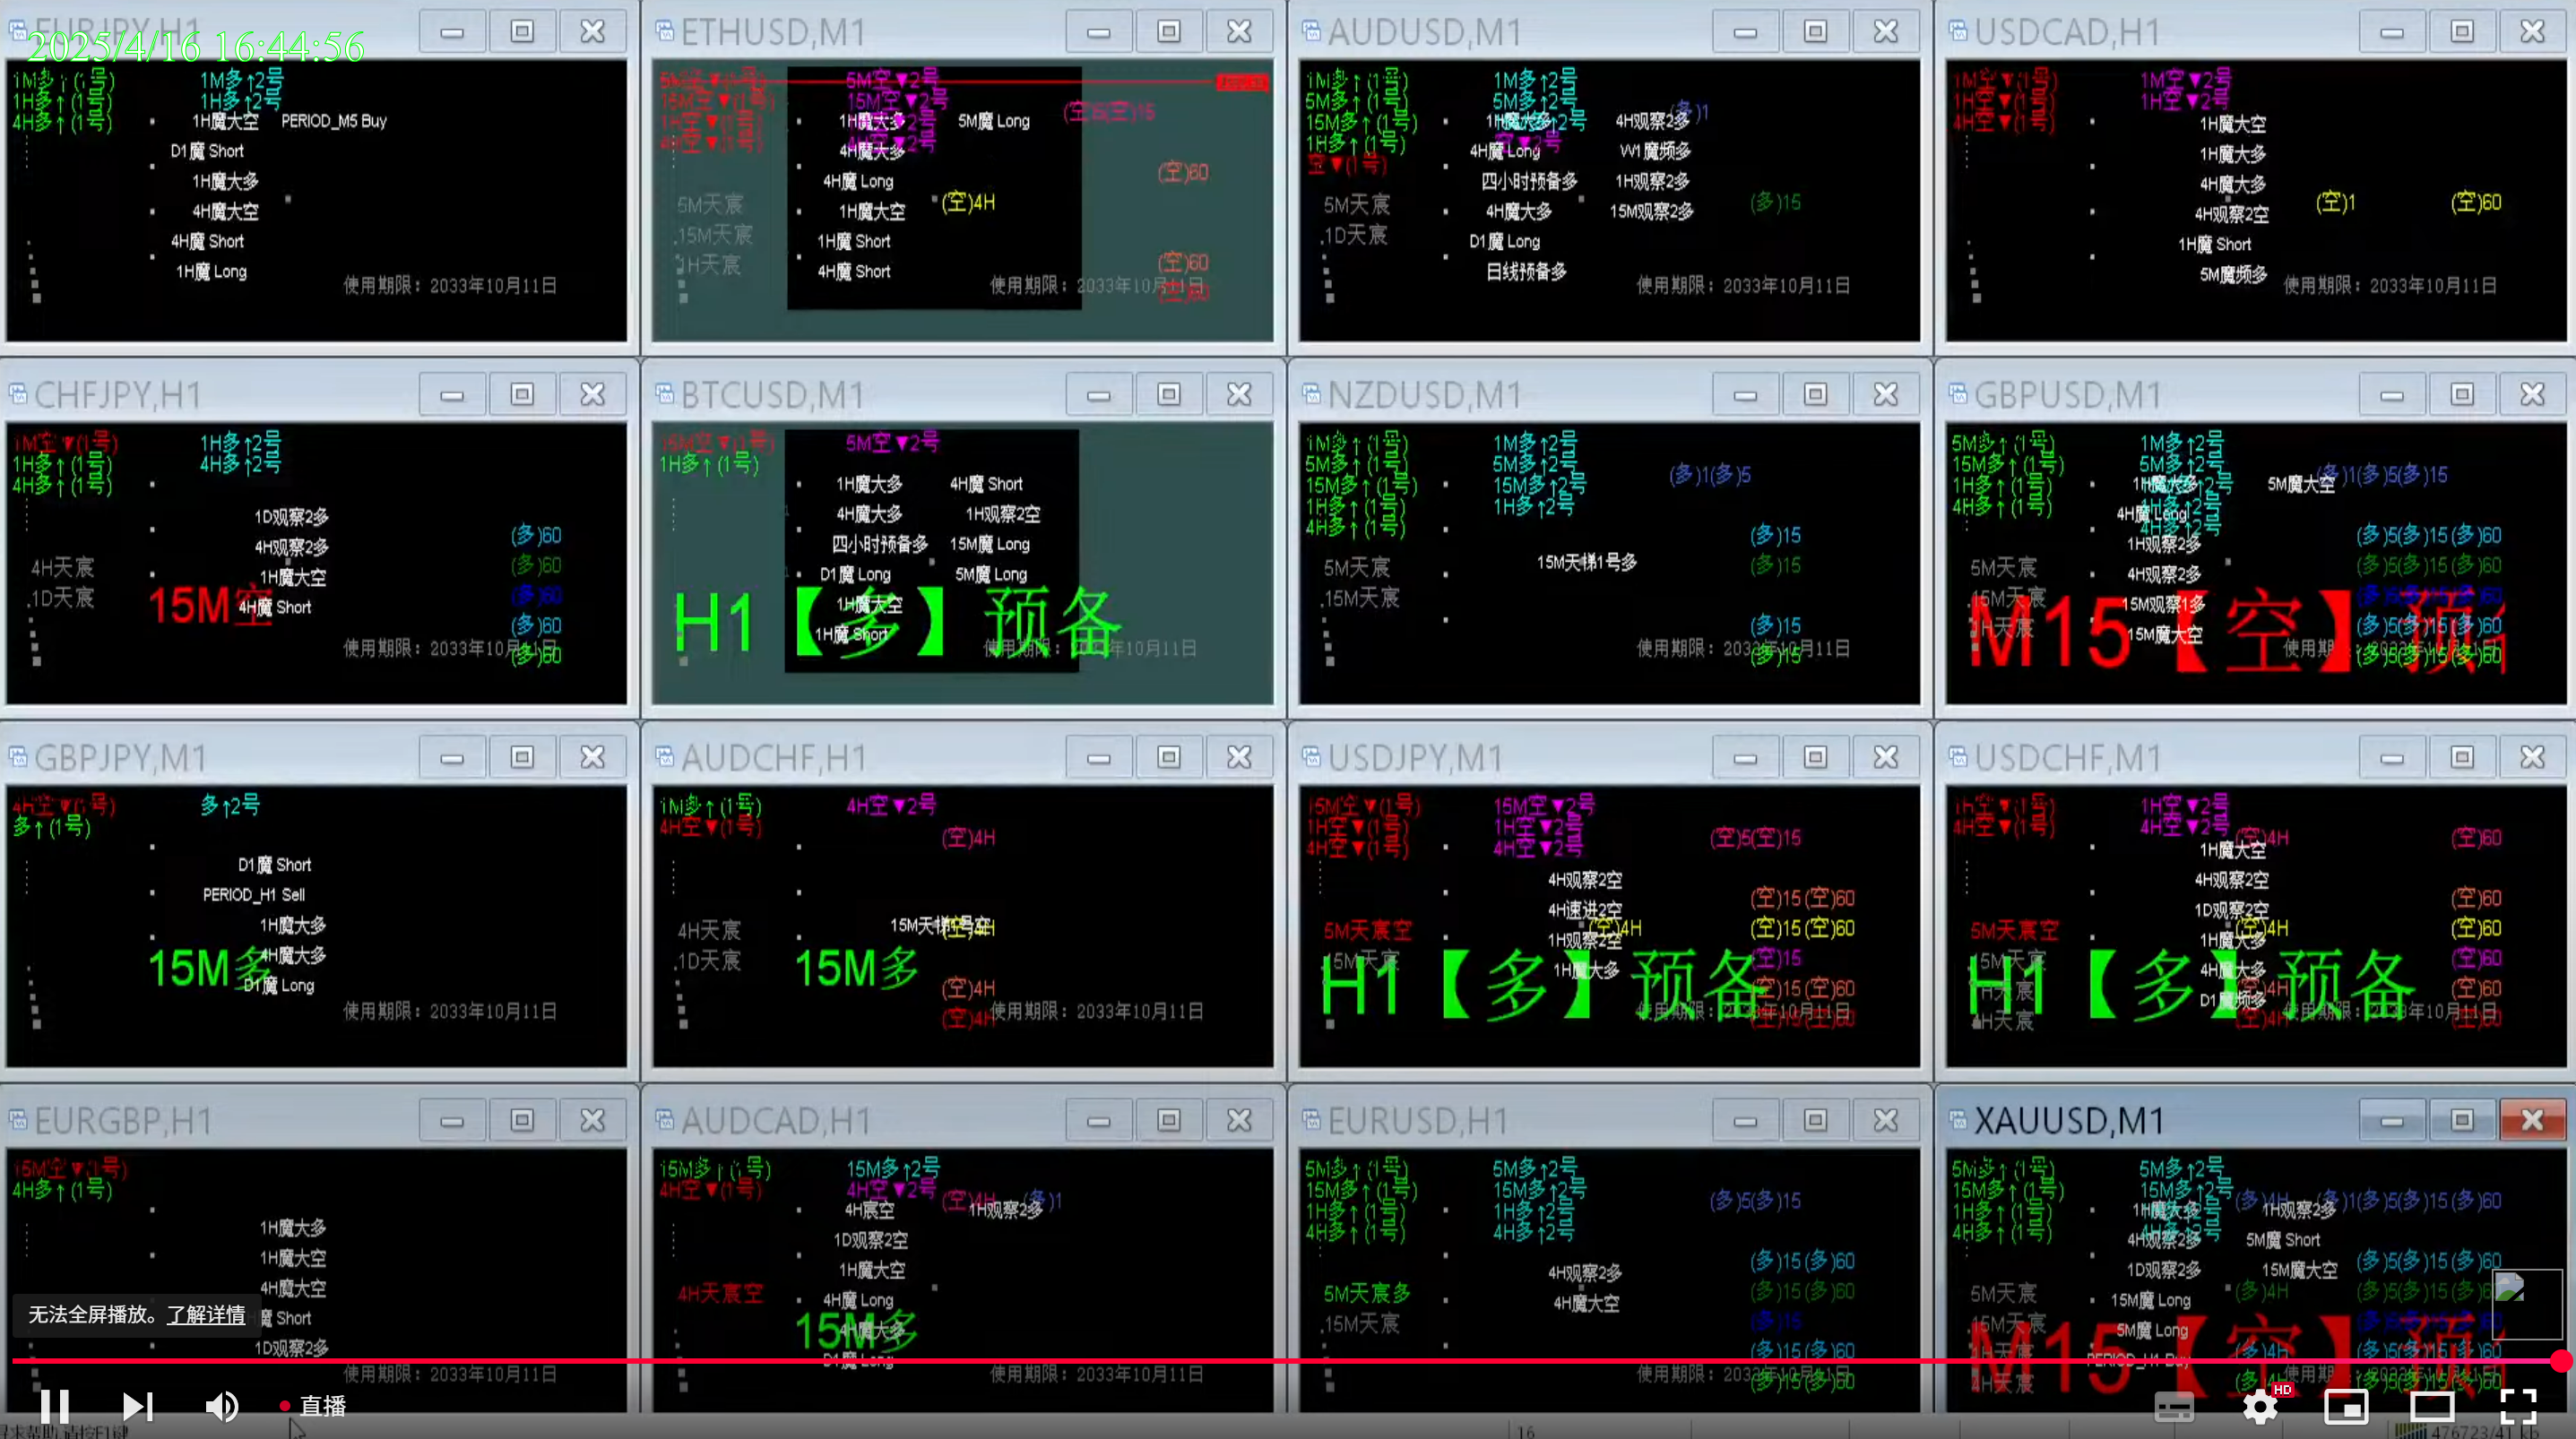 EURJPY,H1
2025/4/16 16:44:56
1M多↑(1号)
1H多↑(1号)
4H多↑(1号)
1M多↑2号
1H多↑2号
1H魔大空 PERIOD_M5 Buy
D1魔 Short
1H魔大多
4H魔大空
4H魔 Short
1H魔 Long
使用期限：2033年10月11日
ETHUSD,M1
15M空▼(1号)
1H空▼(1号)
4H空▼(1号)
5M空▼2号
15M空▼2号
1H魔大多 5M魔 Long
4H魔大多
4H魔 Long
1H魔大空
1H魔 Short
4H魔 Short
(空)4H
(空)60
(空)60
5M天宸
15M天宸
1H天宸
使用期限：2033年10月11日
AUDUSD,M1
1M多↑(1号)
5M多↑(1号)
15M多↑(1号)
1H多↑(1号)
空▼(1号)
1M多↑2号
5M多↑2号
4H观察2多
4H魔 Long W1魔频多
四小时预备多 1H观察2多
4H魔大多 15M观察2多
D1魔 Long
日线预备多
(多)15
5M天宸
.1D天宸
使用期限：2033年10月11日
USDCAD,H1
1M空▼(1号)
1H空▼(1号)
4H空▼(1号)
1M空▼2号
1H空▼2号
1H魔大空
1H魔大多
4H魔大多
4H观察2空
1H魔 Short
5M魔频多
(空)1 (空)60
使用期限：2033年10月11日
CHFJPY,H1
1M空▼(1号)
1H多↑(1号)
4H多↑(1号)
1H多↑2号
4H多↑2号
1D观察2多
4H观察2多
1H魔大空
4H魔 Short
(多)60
(多)60
(多)60
(多)60
(多)60
4H天宸
.1D天宸
15M空
使用期限：2033年10月11日
BTCUSD,M1
15M空▼(1号)
1H多↑(1号)
5M空▼2号
1H魔大多 4H魔 Short
4H魔大多 1H观察2空
四小时预备多 15M魔 Long
D1魔 Long 5M魔 Long
1H魔大空
1H魔 Short
H1【多】预备
使用期限：2033年10月11日
NZDUSD,M1
1M多↑(1号)
5M多↑(1号)
15M多↑(1号)
1H多↑(1号)
4H多↑(1号)
1M多↑2号
5M多↑2号
15M多↑2号
1H多↑2号
(多)1(多)5
(多)15
(多)15
(多)15
(多)15
15M天梯1号多
5M天宸
.15M天宸
使用期限：2033年10月11日
GBPUSD,M1
5M多↑(1号)
15M多↑(1号)
1H多↑(1号)
4H多↑(1号)
1M多↑2号
5M多↑2号
1H魔大多 5M魔大空
4H魔 Long
1H观察2多
4H观察2多
15M观察1多
15M魔大空
(多)5(多)15(多)60
(多)5(多)15(多)60
(多)5(多)15(多)60
(多)5(多)15(多)60
5M天宸
.15M天宸
1H天宸
M15【空】预
GBPJPY,M1
4H空▼(1号)
多↑(1号)
多↑2号
D1魔 Short
PERIOD_H1 Sell
1H魔大多
4H魔大多
D1魔 Long
15M多
使用期限：2033年10月11日
AUDCHF,H1
1M多↑(1号)
4H空▼(1号)
4H空▼2号
(空)4H
(空)4H
(空)4H
(空)4H
4H天宸
.1D天宸
15M多
使用期限：2033年10月11日
USDJPY,M1
15M空▼(1号)
1H空▼(1号)
4H空▼(1号)
15M空▼2号
1H空▼2号
4H空▼2号
(空)5(空)15
4H观察2空
4H速进2空
1H观察2空
1H魔大多
(空)4H
(空)15(空)60
(空)15(空)60
(空)15
(空)15(空)60
5M天宸空
15M天宸
H1【多】预备
使用期限：2033年10月11日
USDCHF,M1
1H空▼(1号)
4H空▼(1号)
1H空▼2号
4H空▼2号
(空)4H (空)60
1H魔大空
4H观察2空
1D观察2空
1H魔大多
4H魔大多
D1魔频多
(空)60
(空)4H (空)60
(空)60
(空)60
5M天宸空
15M天宸
1H天宸
4H天宸
H1【多】预备
使用期限：2033年10月11日
EURGBP,H1
15M空▼(1号)
4H多↑(1号)
1H魔大多
1H魔大空
4H魔大空
魔 Short
1D观察2多
使用期限：2033年10月11日
AUDCAD,H1
15M多↑(1号)
4H空▼(1号)
15M多↑2号
4H空▼2号
(空)4H (多)1
4H宸空 1H观察2多
1D观察2空
1H魔大空
4H魔 Long
4H魔大多
D1魔 Long
4H天宸空
15M多
使用期限：2033年10月11日
EURUSD,H1
5M多↑(1号)
15M多↑(1号)
1H多↑(1号)
4H多↑(1号)
5M多↑2号
15M多↑2号
1H多↑2号
4H多↑2号
(多)5(多)15
4H观察2多
4H魔大空
(多)15(多)60
(多)15(多)60
(多)15
(多)15(多)60
(多)15(多)60
5M天宸多
.15M天宸
使用期限：2033年10月11日
XAUUSD,M1
5M多↑(1号)
15M多↑(1号)
1H多↑(1号)
4H多↑(1号)
5M多↑2号
15M多↑2号
(多)4H (多)1(多)5(多)15(多)60
1H魔大多 1H观察2多
4H观察2多 5M魔 Short
1D观察2多 15M魔大空
15M魔 Long
5M魔 Long
PERIOD_H1 Buy
(多)5(多)15(多)60
(多)4H
5M天宸
.15M天宸
4H天宸
M15【空】预
无法全屏播放。了解详情
直播
HD
16
476723/41 kb